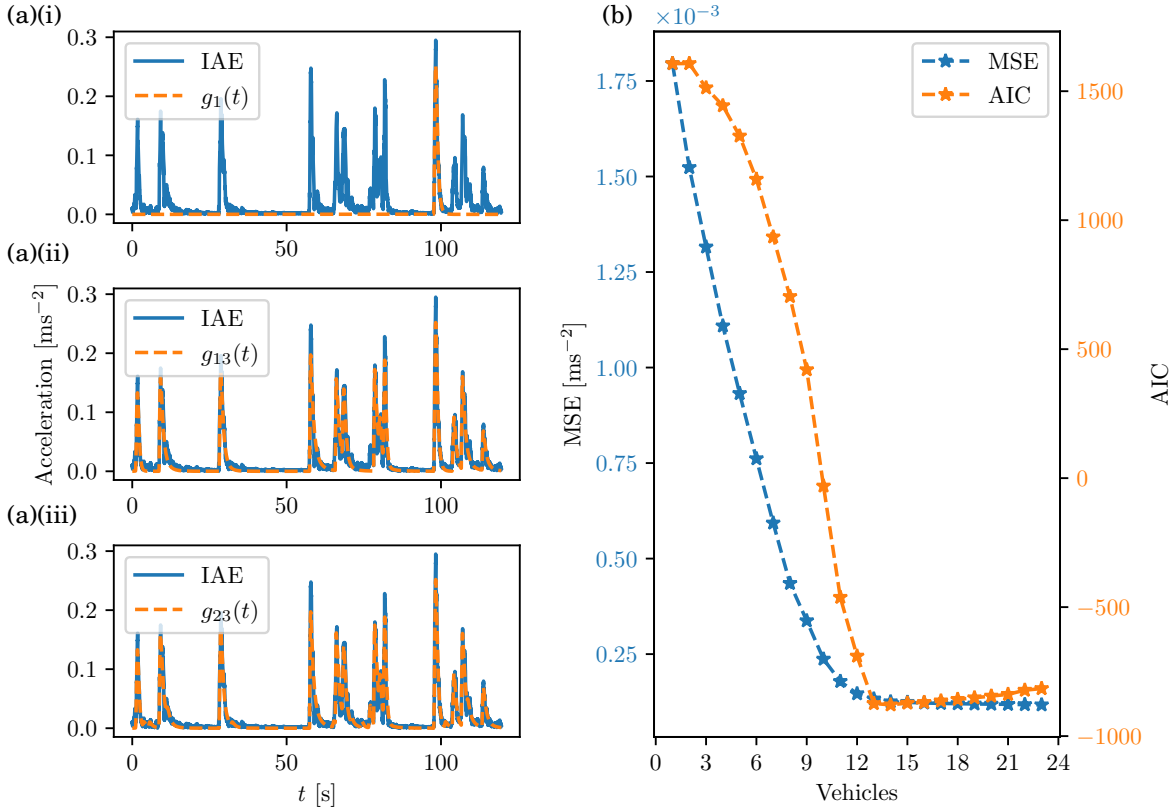 (a)(i)
0.3
0.2
0.1
0.0
IAE
g₁(t)
0 50 100
(a)(ii)
0.3
0.2
0.1
0.0
IAE
g₁₃(t)
0 50 100
Acceleration [ms⁻²]
(a)(iii)
0.3
0.2
0.1
0.0
IAE
g₂₃(t)
0 50 100
t [s]
(b)
×10⁻³
1.75
1.50
1.25
1.00
0.75
0.50
0.25
MSE [ms⁻²]
MSE
AIC
1500
1000
500
0
−500
−1000
AIC
0 3 6 9 12 15 18 21 24
Vehicles